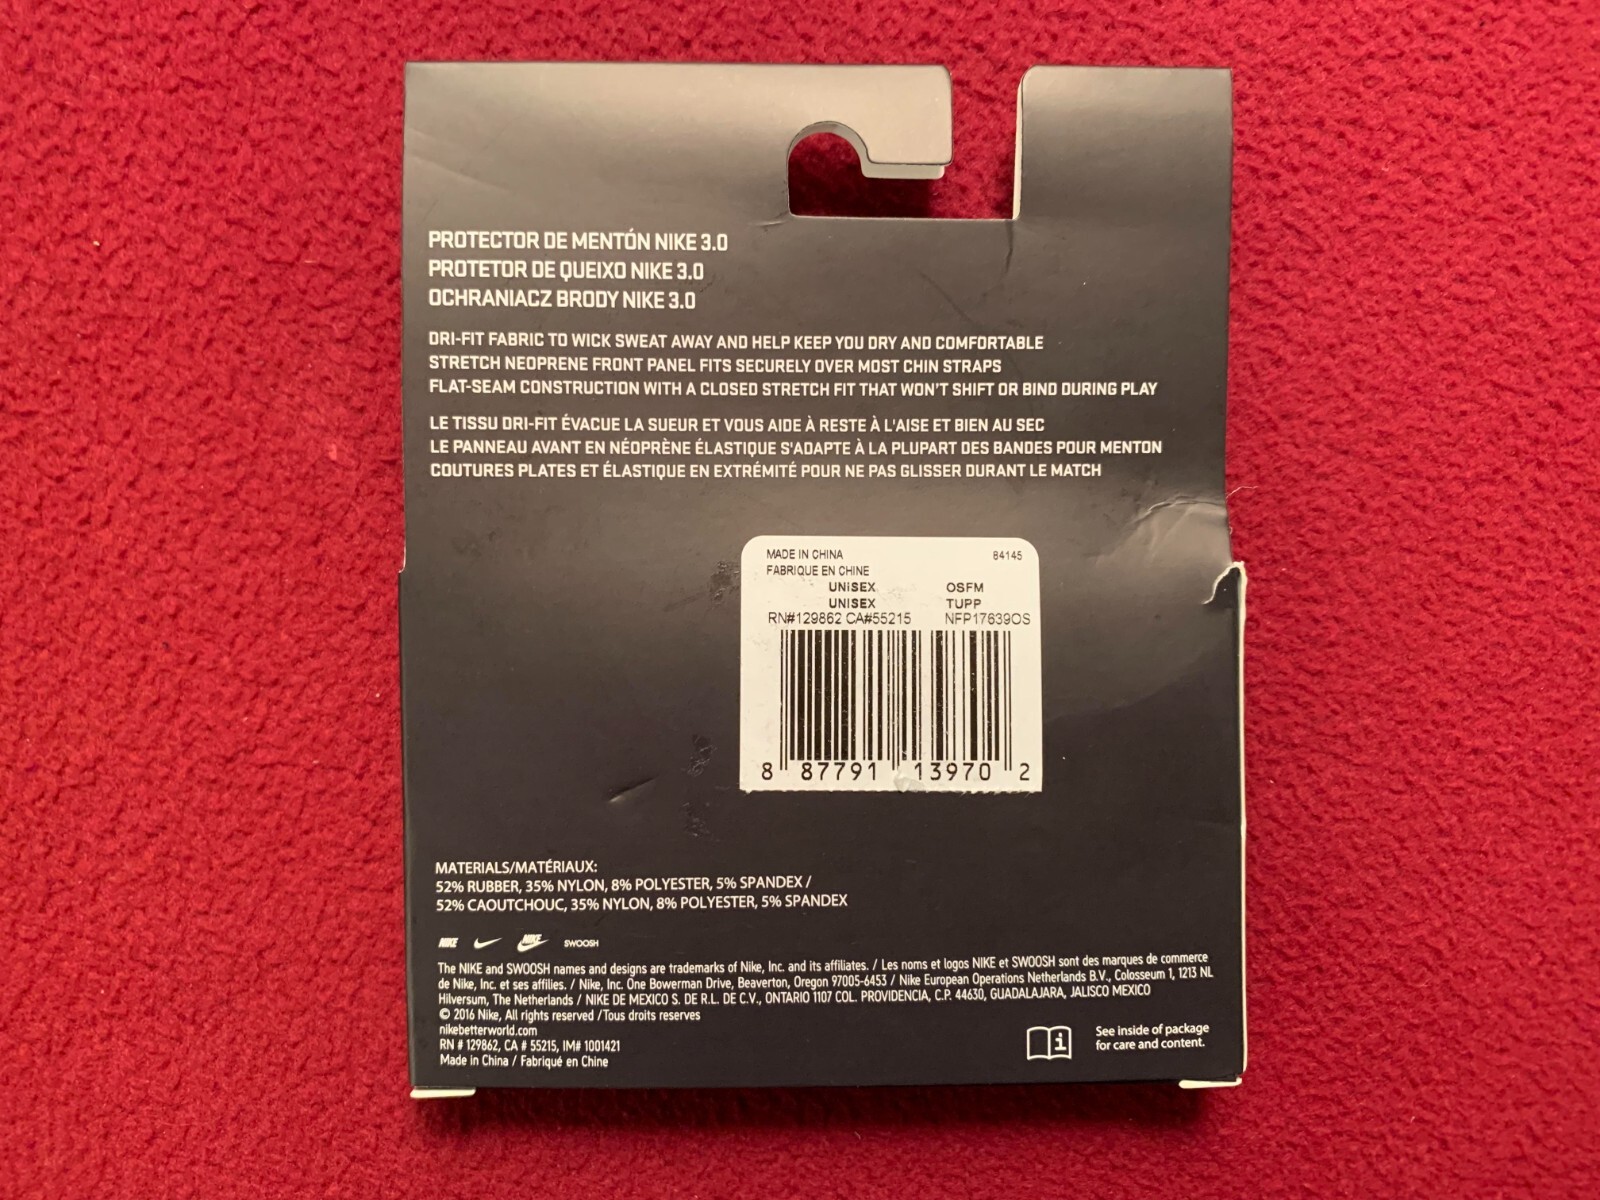 PROTECTOR DE MENTÓN NIKE 3.0
PROTETOR DE QUEIXO NIKE 3.0
OCHRANIACZ BRODY NIKE 3.0
DRI-FIT FABRIC TO WICK SWEAT AWAY AND HELP KEEP YOU DRY AND COMFORTABLE
STRETCH NEOPRENE FRONT PANEL FITS SECURELY OVER MOST CHIN STRAPS
FLAT-SEAM CONSTRUCTION WITH A CLOSED STRETCH FIT THAT WON'T SHIFT OR BIND DURING PLAY
LE TISSU DRI-FIT ÉVACUE LA SUEUR ET VOUS AIDE À RESTE À L'AISE ET BIEN AU SEC
LE PANNEAU AVANT EN NÉOPRÈNE ÉLASTIQUE S'ADAPTE À LA PLUPART DES BANDES POUR MENTON
COUTURES PLATES ET ÉLASTIQUE EN EXTRÉMITÉ POUR NE PAS GLISSER DURANT LE MATCH
MADE IN CHINA 84145
FABRIQUE EN CHINE
UNISEX OSFM
UNISEX TUPP
RN#129862 CA#55215 NFP17639OS
8 87791 13970 2
MATERIALS/MATÉRIAUX:
52% RUBBER, 35% NYLON, 8% POLYESTER, 5% SPANDEX /
52% CAOUTCHOUC, 35% NYLON, 8% POLYESTER, 5% SPANDEX
NIKE NIKE SWOOSH
The NIKE and SWOOSH names and designs are trademarks of Nike, Inc. and its affiliates. / Les noms et logos NIKE et SWOOSH sont des marques de commerce
de Nike, Inc. et ses affilies. / Nike, Inc. One Bowerman Drive, Beaverton, Oregon 97005-6453 / Nike European Operations Netherlands B.V., Colosseum 1, 1213 NL
Hilversum, The Netherlands / NIKE DE MEXICO S. DE R.L. DE C.V., ONTARIO 1107 COL. PROVIDENCIA, C.P. 44630, GUADALAJARA, JALISCO MEXICO
© 2016 Nike, All rights reserved /Tous droits reserves
nikebetterworld.com
RN # 129862, CA # 55215, IM# 1001421
Made in China / Fabriqué en Chine
i
See inside of package
for care and content.